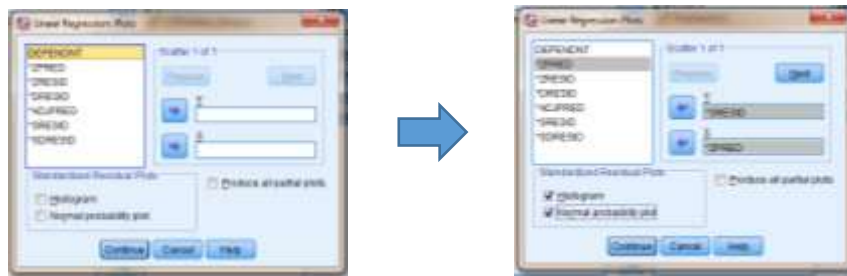 Linear Regression: Plots
DEPENDNT
*ZPRED
*ZRESID
*DRESID
*ADJPRED
*SRESID
*SDRESID
Scatter 1 of 1
Previous
Next
Y:
X:
Standardized Residual Plots
Histogram
Normal probability plot
Produce all partial plots
Continue
Cancel
Help
Linear Regression: Plots
DEPENDNT
*ZPRED
*ZRESID
*DRESID
*ADJPRED
*SRESID
*SDRESID
Scatter 1 of 1
Previous
Next
Y:
X:
*ZPRED
Standardized Residual Plots
Histogram
Normal probability plot
Produce all partial plots
Continue
Cancel
Help